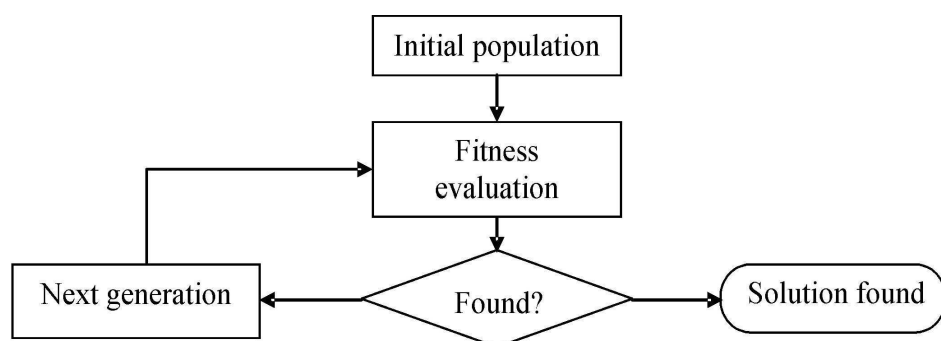 Initial population
Fitness
evaluation
Next generation
Found?
Solution found